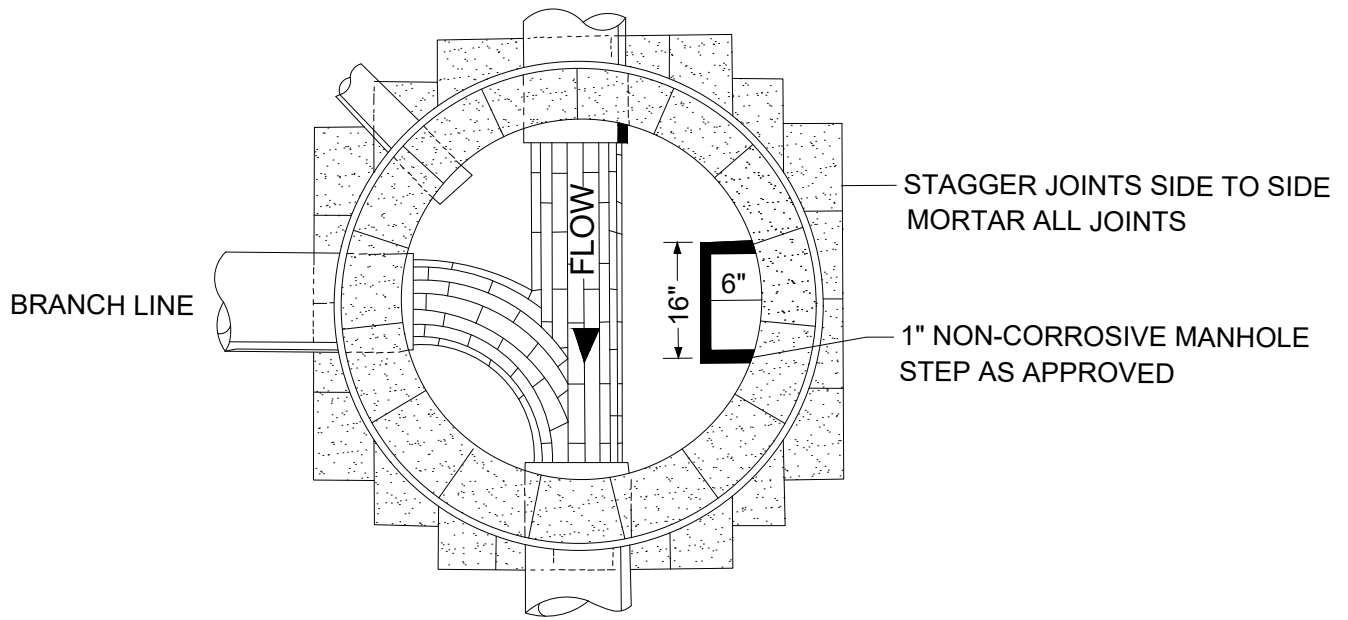 FLOW
STAGGER JOINTS SIDE TO SIDE
MORTAR ALL JOINTS
BRANCH LINE
16"
6"
1" NON-CORROSIVE MANHOLE
STEP AS APPROVED